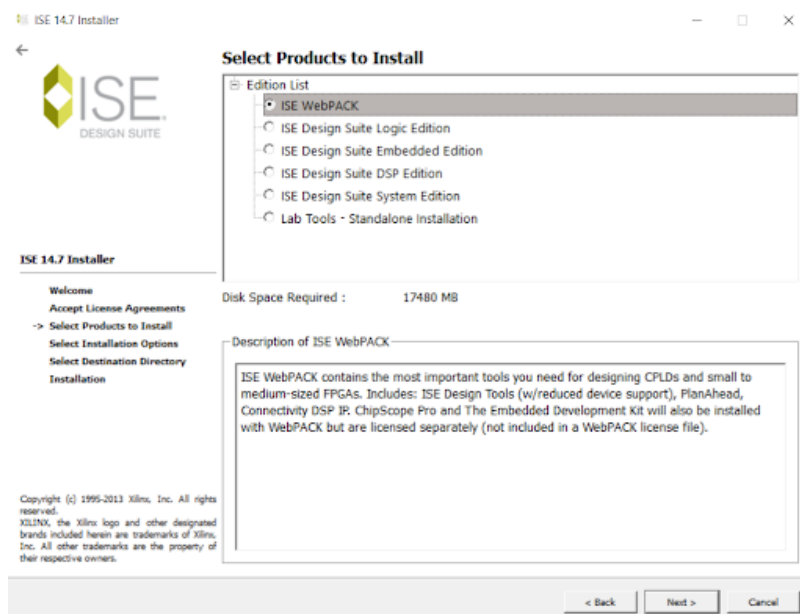 ISE 14.7 Installer
Select Products to Install
ISE
DESIGN SUITE
Edition List
ISE WebPACK
ISE Design Suite Logic Edition
ISE Design Suite Embedded Edition
ISE Design Suite DSP Edition
ISE Design Suite System Edition
Lab Tools - Standalone Installation
ISE 14.7 Installer
Welcome
Accept License Agreements
-> Select Products to Install
Select Installation Options
Select Destination Directory
Installation
Disk Space Required : 17480 MB
Description of ISE WebPACK
ISE WebPACK contains the most important tools you need for designing CPLDs and small to
medium-sized FPGAs. Includes: ISE Design Tools (w/reduced device support), PlanAhead,
Connectivity DSP IP. ChipScope Pro and The Embedded Development Kit will also be installed
with WebPACK but are licensed separately (not included in a WebPACK license file).
Copyright (c) 1995-2013 Xilinx, Inc. All rights
reserved.
XILINX, the Xilinx logo and other designated
brands included herein are trademarks of Xilinx,
Inc. All other trademarks are the property of
their respective owners.
< Back
Next >
Cancel